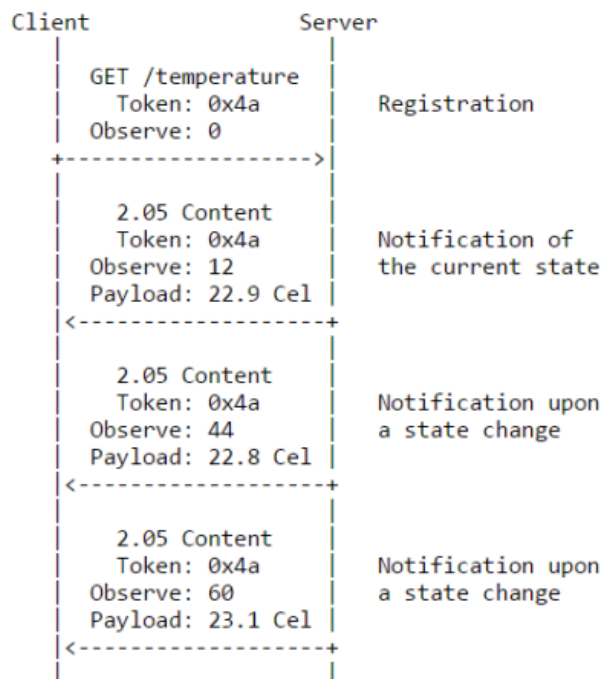 Client Server
GET /temperature
Token: 0x4a Registration
Observe: 0
+------------------->
2.05 Content
Token: 0x4a Notification of
Observe: 12 the current state
Payload: 22.9 Cel
<-------------------+
2.05 Content
Token: 0x4a Notification upon
Observe: 44 a state change
Payload: 22.8 Cel
<-------------------+
2.05 Content
Token: 0x4a Notification upon
Observe: 60 a state change
Payload: 23.1 Cel
<-------------------+